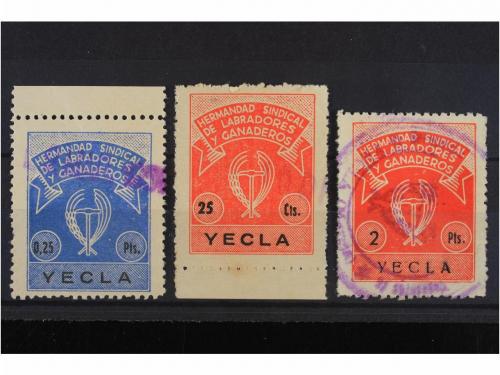 HERMANDAD SINDICAL
DE LABRADORES
Y GANADEROS
0,25 Pts.
YECLA
HERMANDAD SINDICAL
DE LABRADORES
Y GANADEROS
25 Cts.
YECLA
HERMANDAD SINDICAL
DE LABRADORES
Y GANADEROS
2 Pts.
YECLA